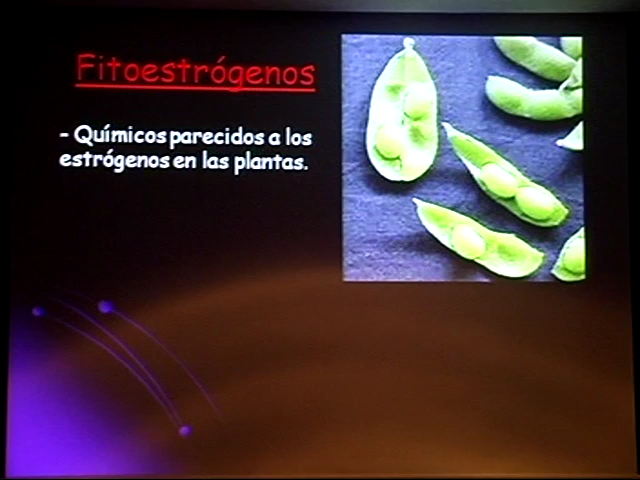 Fitoestrógenos
- Químicos parecidos a los
estrógenos en las plantas.